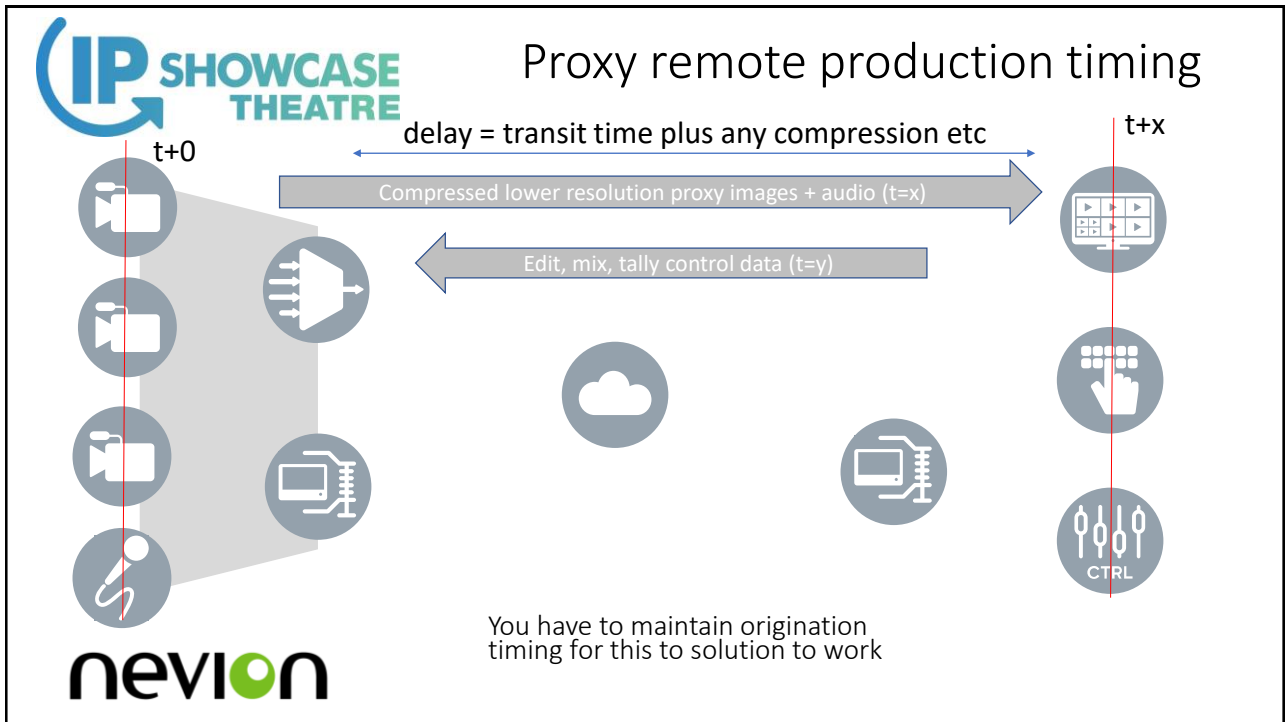 IP SHOWCASE
THEATRE
Proxy remote production timing
t+0
delay = transit time plus any compression etc
t+x
Compressed lower resolution proxy images + audio (t=x)
Edit, mix, tally control data (t=y)
CTRL
You have to maintain origination
timing for this to solution to work
nevion